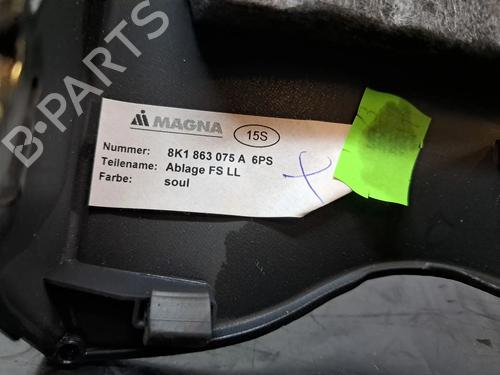 B-PARTS
MAGNA 15S
Nummer: 8K1 863 075 A 6PS
Teilename: Ablage FS LL
Farbe: soul